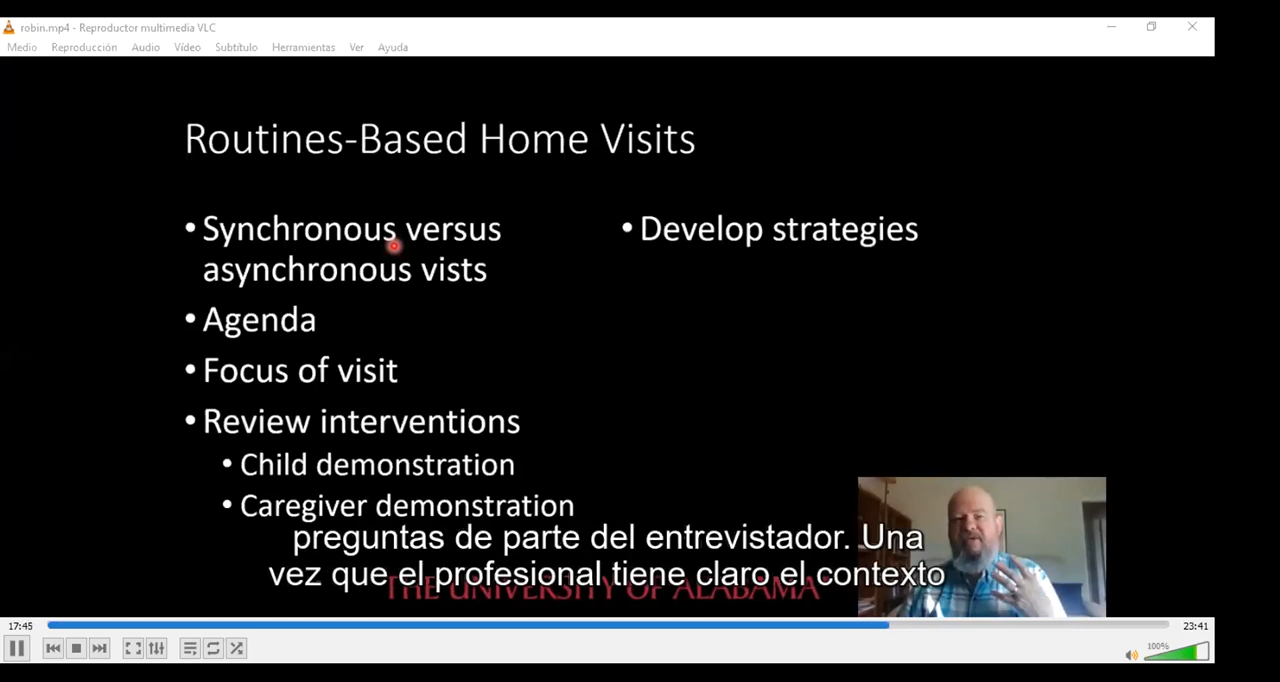 robin.mp4 - Reproductor multimedia VLC
Medio Reproducción Audio Vídeo Subtítulo Herramientas Ver Ayuda
Routines-Based Home Visits
• Synchronous versus
asynchronous vists
• Agenda
• Focus of visit
• Review interventions
• Child demonstration
• Caregiver demonstration
• Develop strategies
preguntas de parte del entrevistador. Una
vez que el profesional tiene claro el contexto
THE UNIVERSITY OF ALABAMA
17:45
23:41
100%